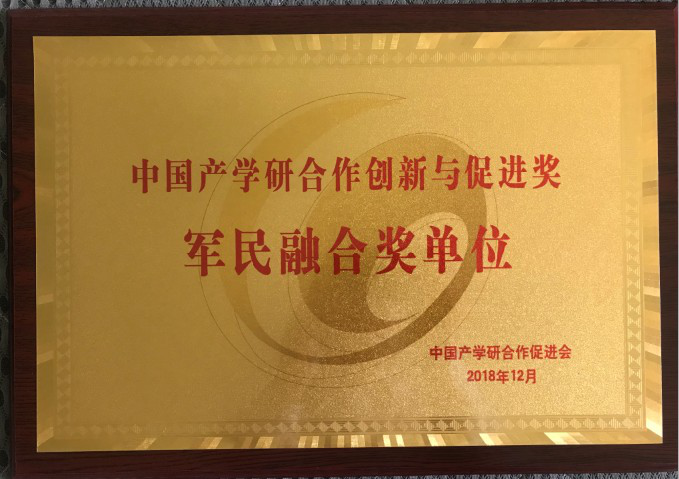 中国产学研合作创新与促进奖
军民融合奖单位
中国产学研合作促进会
2018年12月